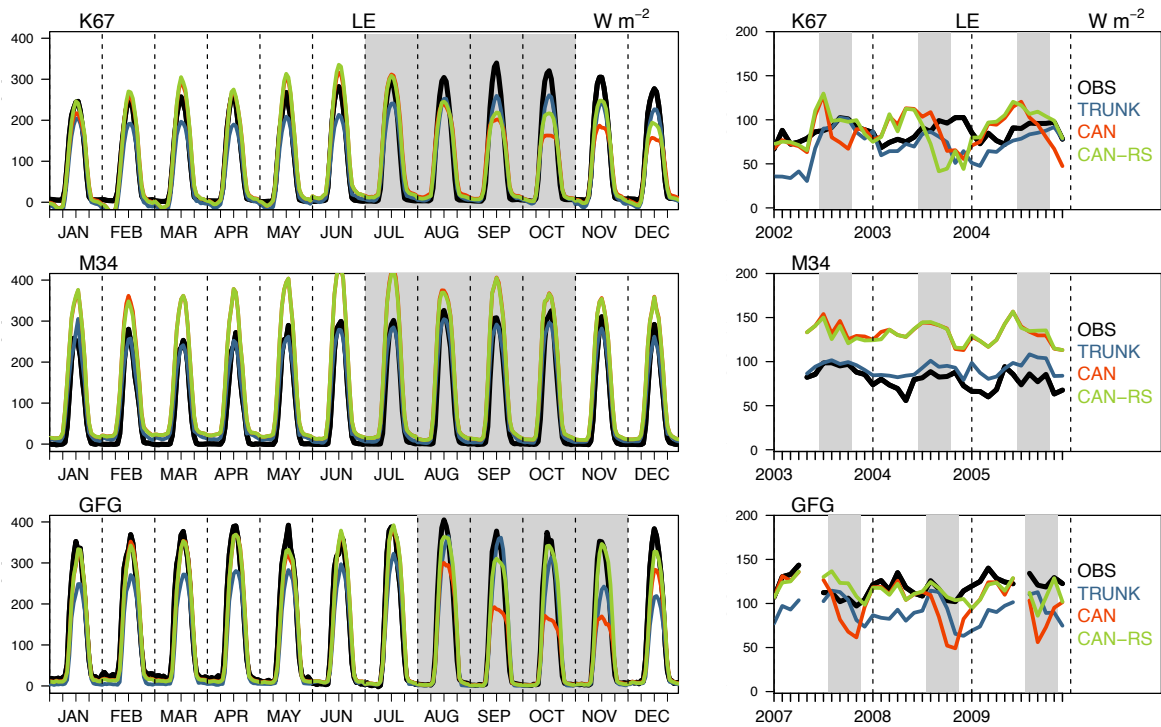 K67 LE W m−2
400
300
200
100
0
JAN FEB MAR APR MAY JUN JUL AUG SEP OCT NOV DEC
K67 LE W m−2
200
150
100
50
0
2002 2003 2004
OBS
TRUNK
CAN
CAN−RS
M34
400
300
200
100
0
JAN FEB MAR APR MAY JUN JUL AUG SEP OCT NOV DEC
M34
200
150
100
50
0
2003 2004 2005
OBS
TRUNK
CAN
CAN−RS
GFG
400
300
200
100
0
JAN FEB MAR APR MAY JUN JUL AUG SEP OCT NOV DEC
GFG
200
150
100
50
0
2007 2008 2009
OBS
TRUNK
CAN
CAN−RS